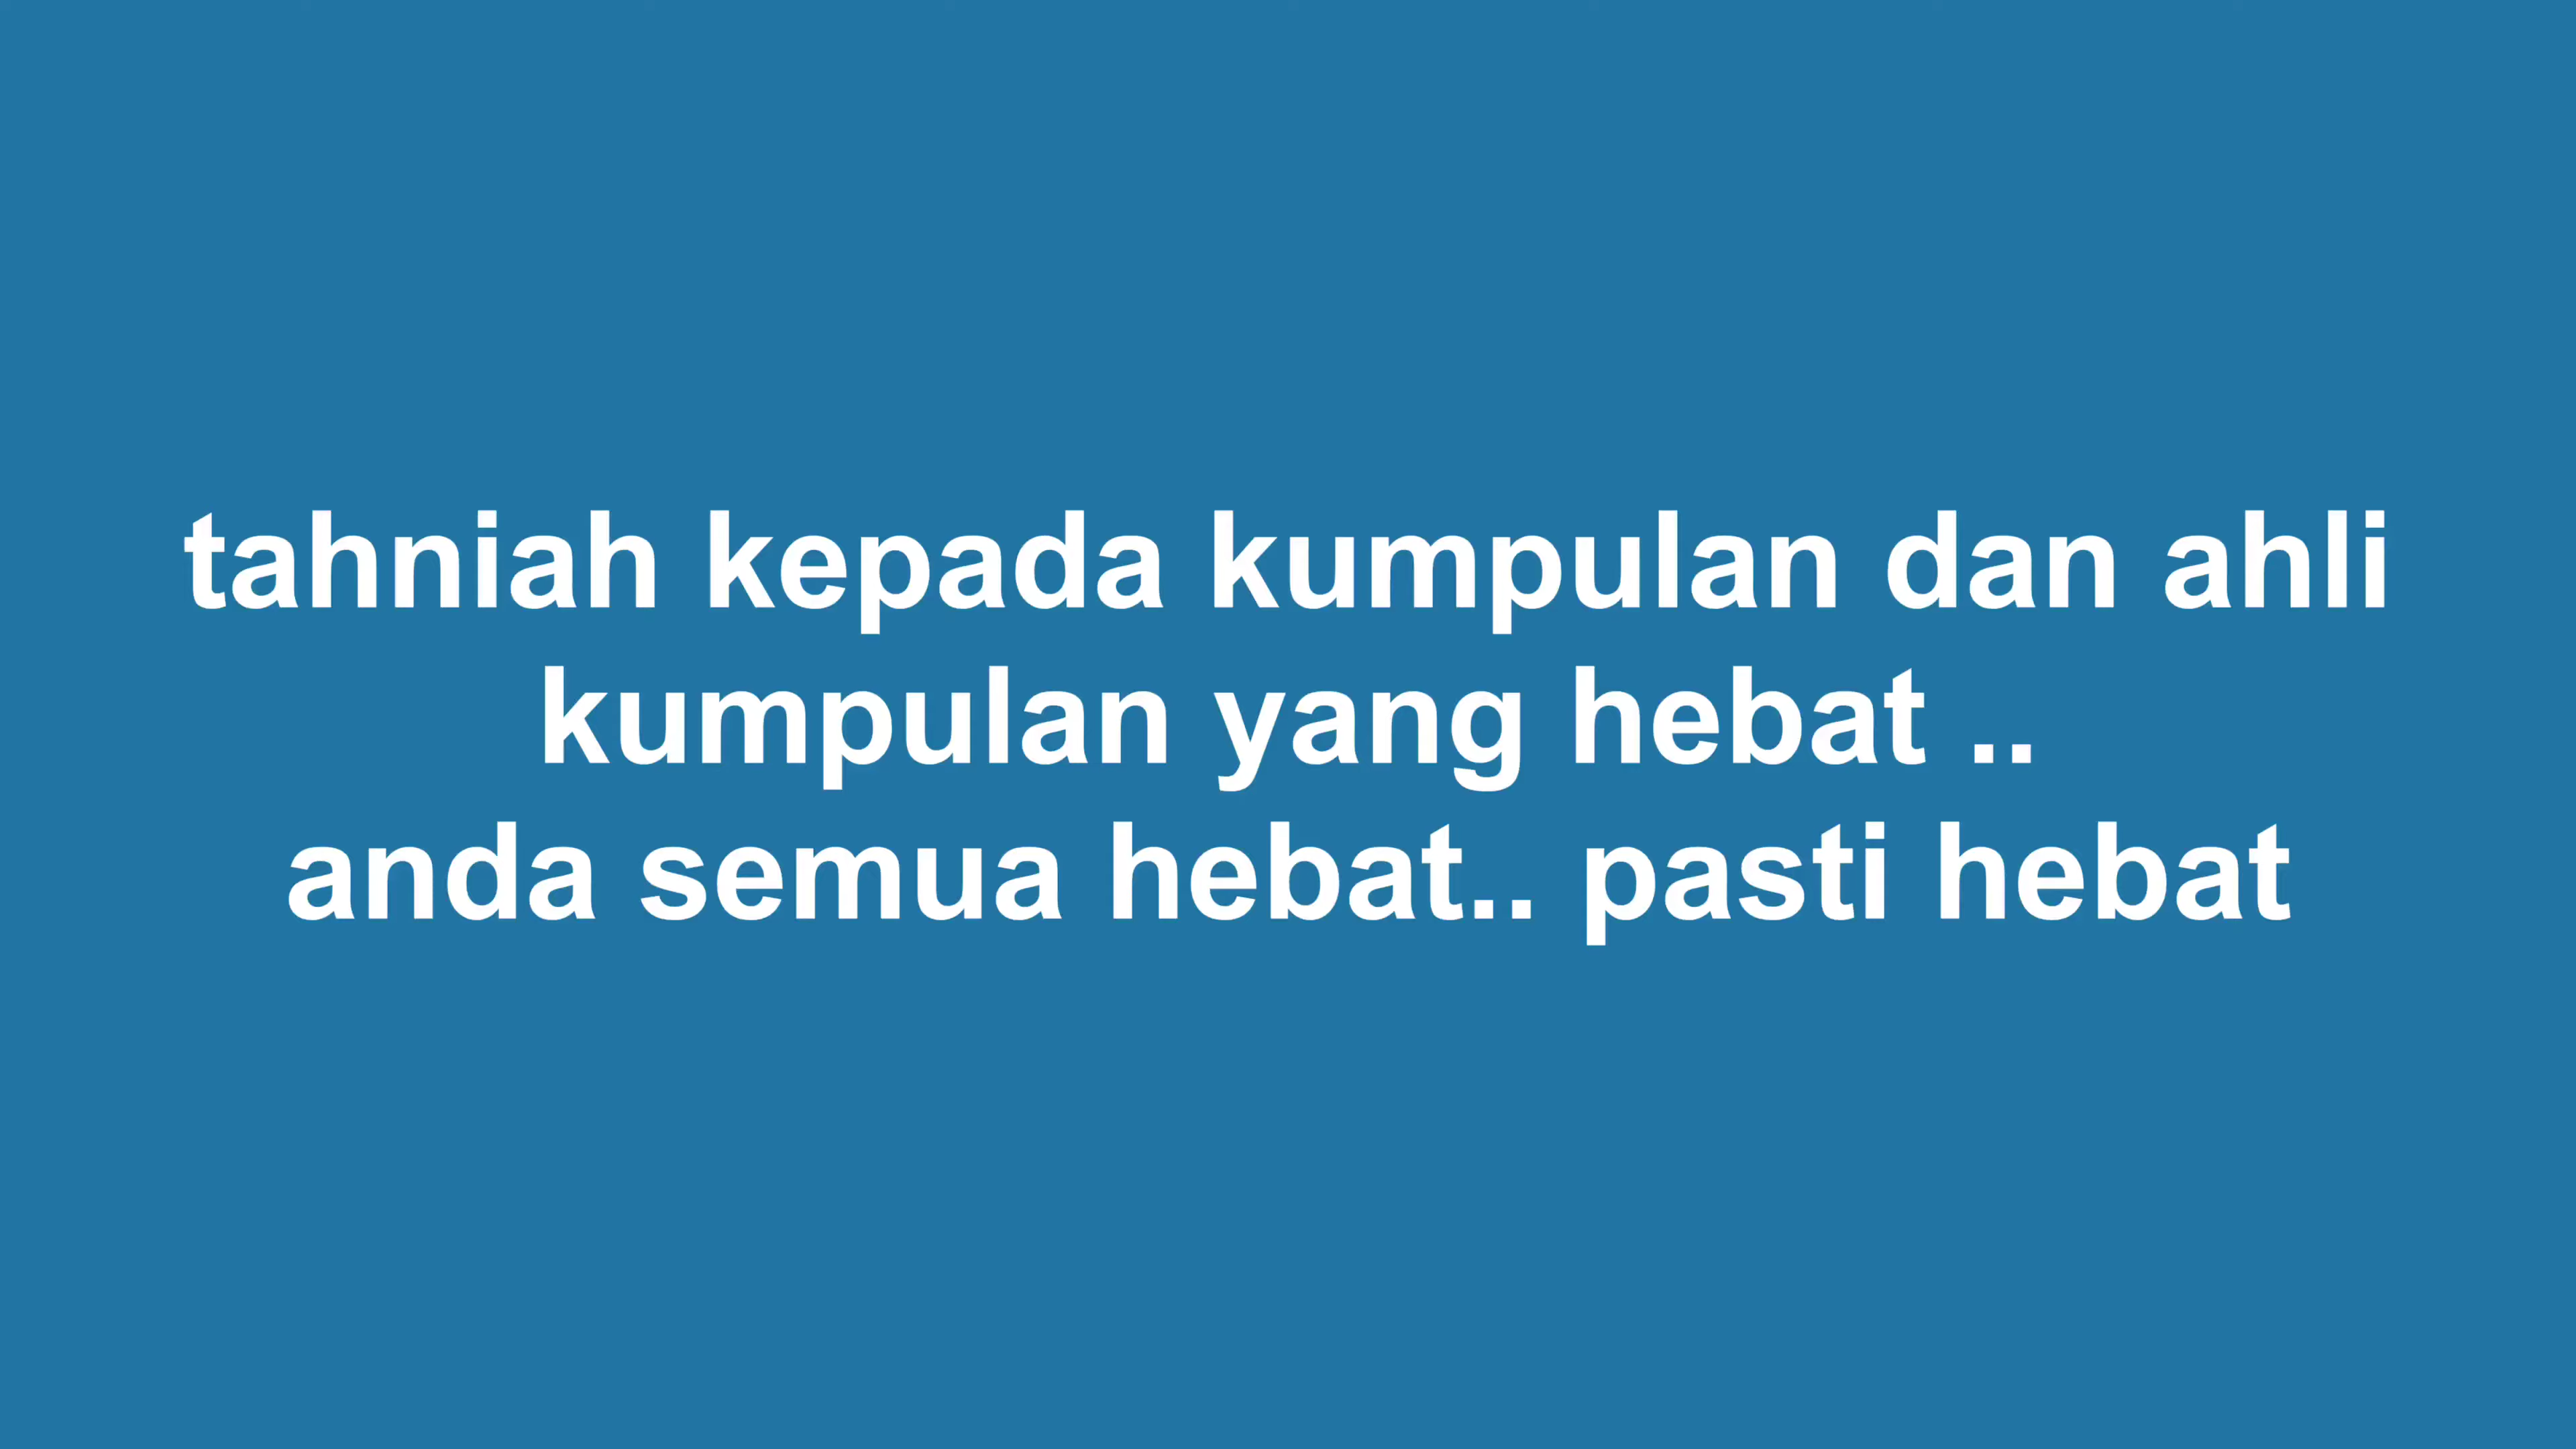 tahniah kepada kumpulan dan ahli
kumpulan yang hebat ..
anda semua hebat.. pasti hebat